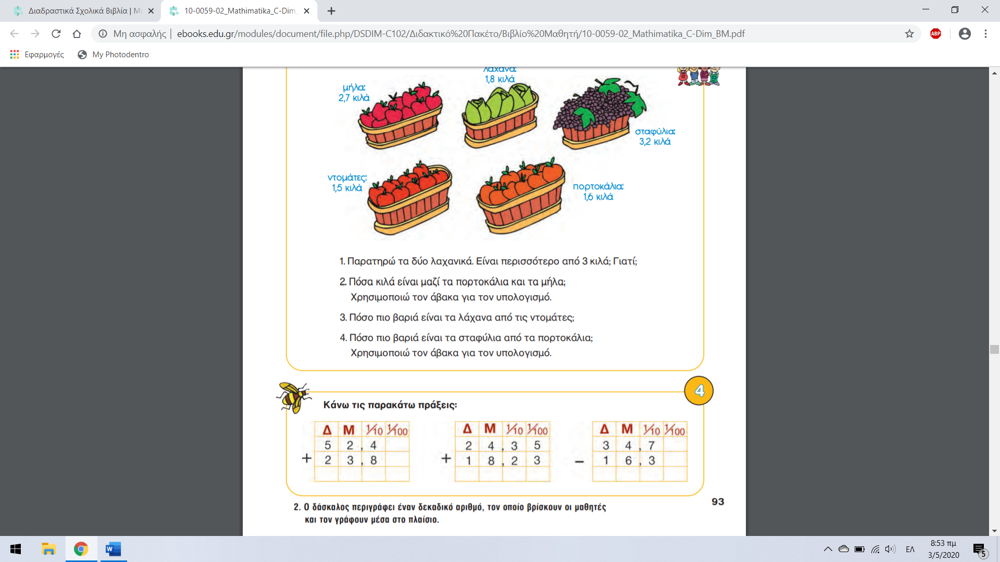 Διαδραστικά Σχολικά Βιβλία | Μα
10-0059-02_Mathimatika_C-Dim_
Μη ασφαλής | ebooks.edu.gr/modules/document/file.php/DSDIM-C102/Διδακτικό%20Πακέτο/Βιβλίο%20Μαθητή/10-0059-02_Mathimatika_C-Dim_BM.pdf
ABP
Εφαρμογές
My Photodentro
λάχανα:
1,8 κιλά
μήλα:
2,7 κιλά
σταφύλια:
3,2 κιλά
ντομάτες:
1,5 κιλά
πορτοκάλια:
1,6 κιλά
1. Παρατηρώ τα δύο λαχανικά. Είναι περισσότερο από 3 κιλά; Γιατί;
2. Πόσα κιλά είναι μαζί τα πορτοκάλια και τα μήλα;
Χρησιμοποιώ τον άβακα για τον υπολογισμό.
3. Πόσο πιο βαριά είναι τα λάχανα από τις ντομάτες;
4. Πόσο πιο βαριά είναι τα σταφύλια από τα πορτοκάλια;
Χρησιμοποιώ τον άβακα για τον υπολογισμό.
4
Κάνω τις παρακάτω πράξεις:
Δ Μ 1/10 1/100
5 2 , 4
+ 2 3 , 8
Δ Μ 1/10 1/100
2 4 , 3 5
+ 1 8 , 2 3
Δ Μ 1/10 1/100
3 4 , 7
– 1 6 , 3
93
2. Ο δάσκαλος περιγράφει έναν δεκαδικό αριθμό, τον οποίο βρίσκουν οι μαθητές
και τον γράφουν μέσα στο πλαίσιο.
W
ΕΛ
8:53 πμ
3/5/2020
5